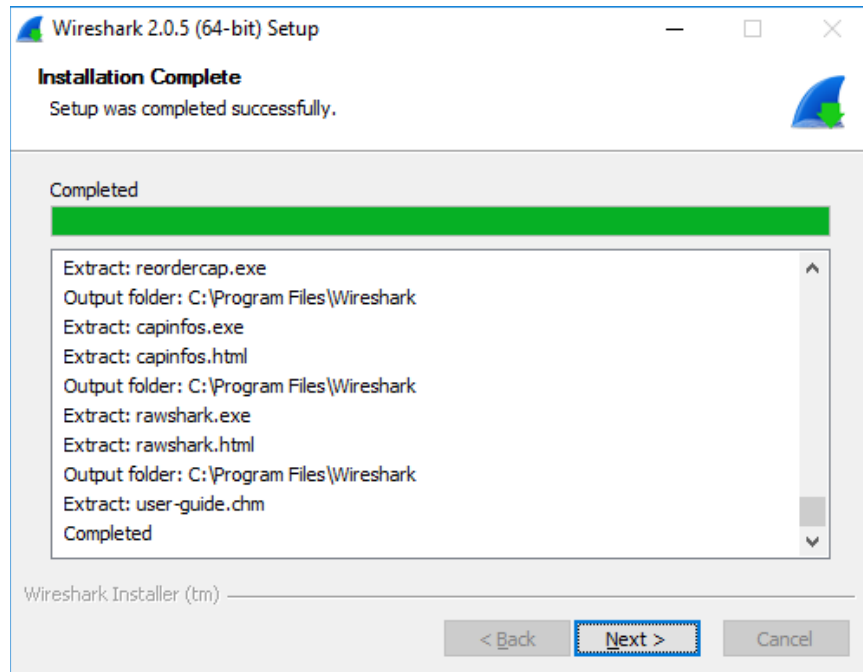 Wireshark 2.0.5 (64-bit) Setup
Installation Complete
Setup was completed successfully.
Completed
Extract: reordercap.exe
Output folder: C:\Program Files\Wireshark
Extract: capinfos.exe
Extract: capinfos.html
Output folder: C:\Program Files\Wireshark
Extract: rawshark.exe
Extract: rawshark.html
Output folder: C:\Program Files\Wireshark
Extract: user-guide.chm
Completed
Wireshark Installer (tm)
< Back Next > Cancel